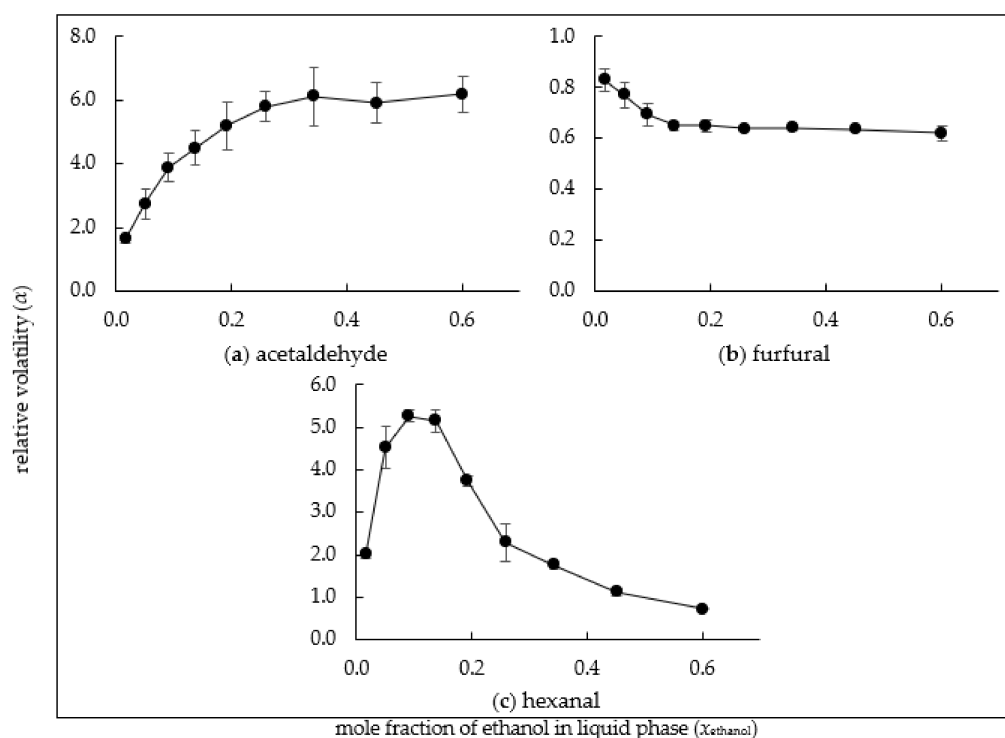 8.0
6.0
4.0
2.0
0.0
0.0 0.2 0.4 0.6
(a) acetaldehyde
1.0
0.8
0.6
0.4
0.2
0.0
0.0 0.2 0.4 0.6
(b) furfural
relative volatility (α)
6.0
5.0
4.0
3.0
2.0
1.0
0.0
0.0 0.2 0.4 0.6
(c) hexanal
mole fraction of ethanol in liquid phase (xethanol)